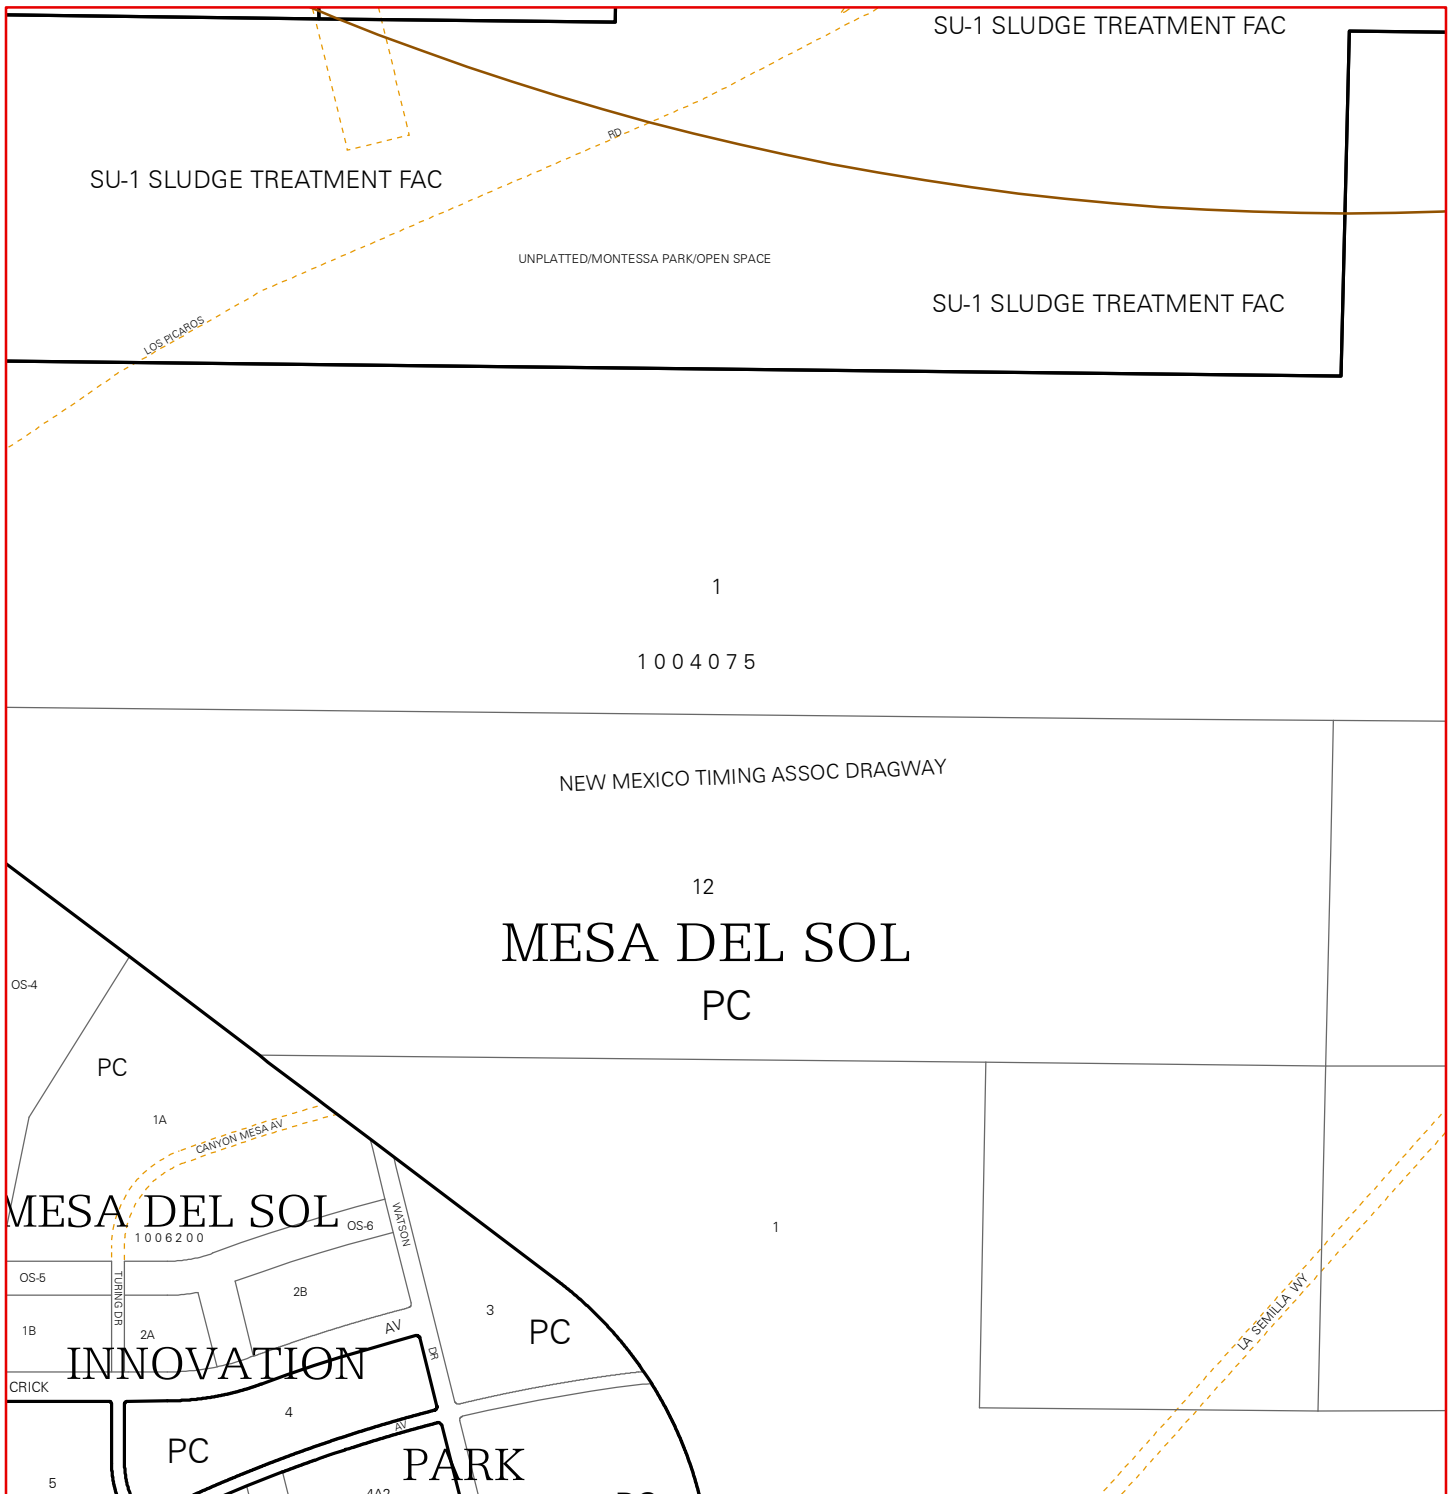 SU-1 SLUDGE TREATMENT FAC
RD
SU-1 SLUDGE TREATMENT FAC
UNPLATTED/MONTESSA PARK/OPEN SPACE
SU-1 SLUDGE TREATMENT FAC
LOS PICAROS
1
1004075
NEW MEXICO TIMING ASSOC DRAGWAY
12
MESA DEL SOL
PC
OS-4
PC
1A
CANYON MESA AV
MESA DEL SOL
OS-6
WATSON
1
1006200
OS-5
TURING DR
2B
LA SEMILLA WY
3
1B
2A
AV
PC
INNOVATION
DR
CRICK
4
AV
PC
PARK
5
4A2
PC